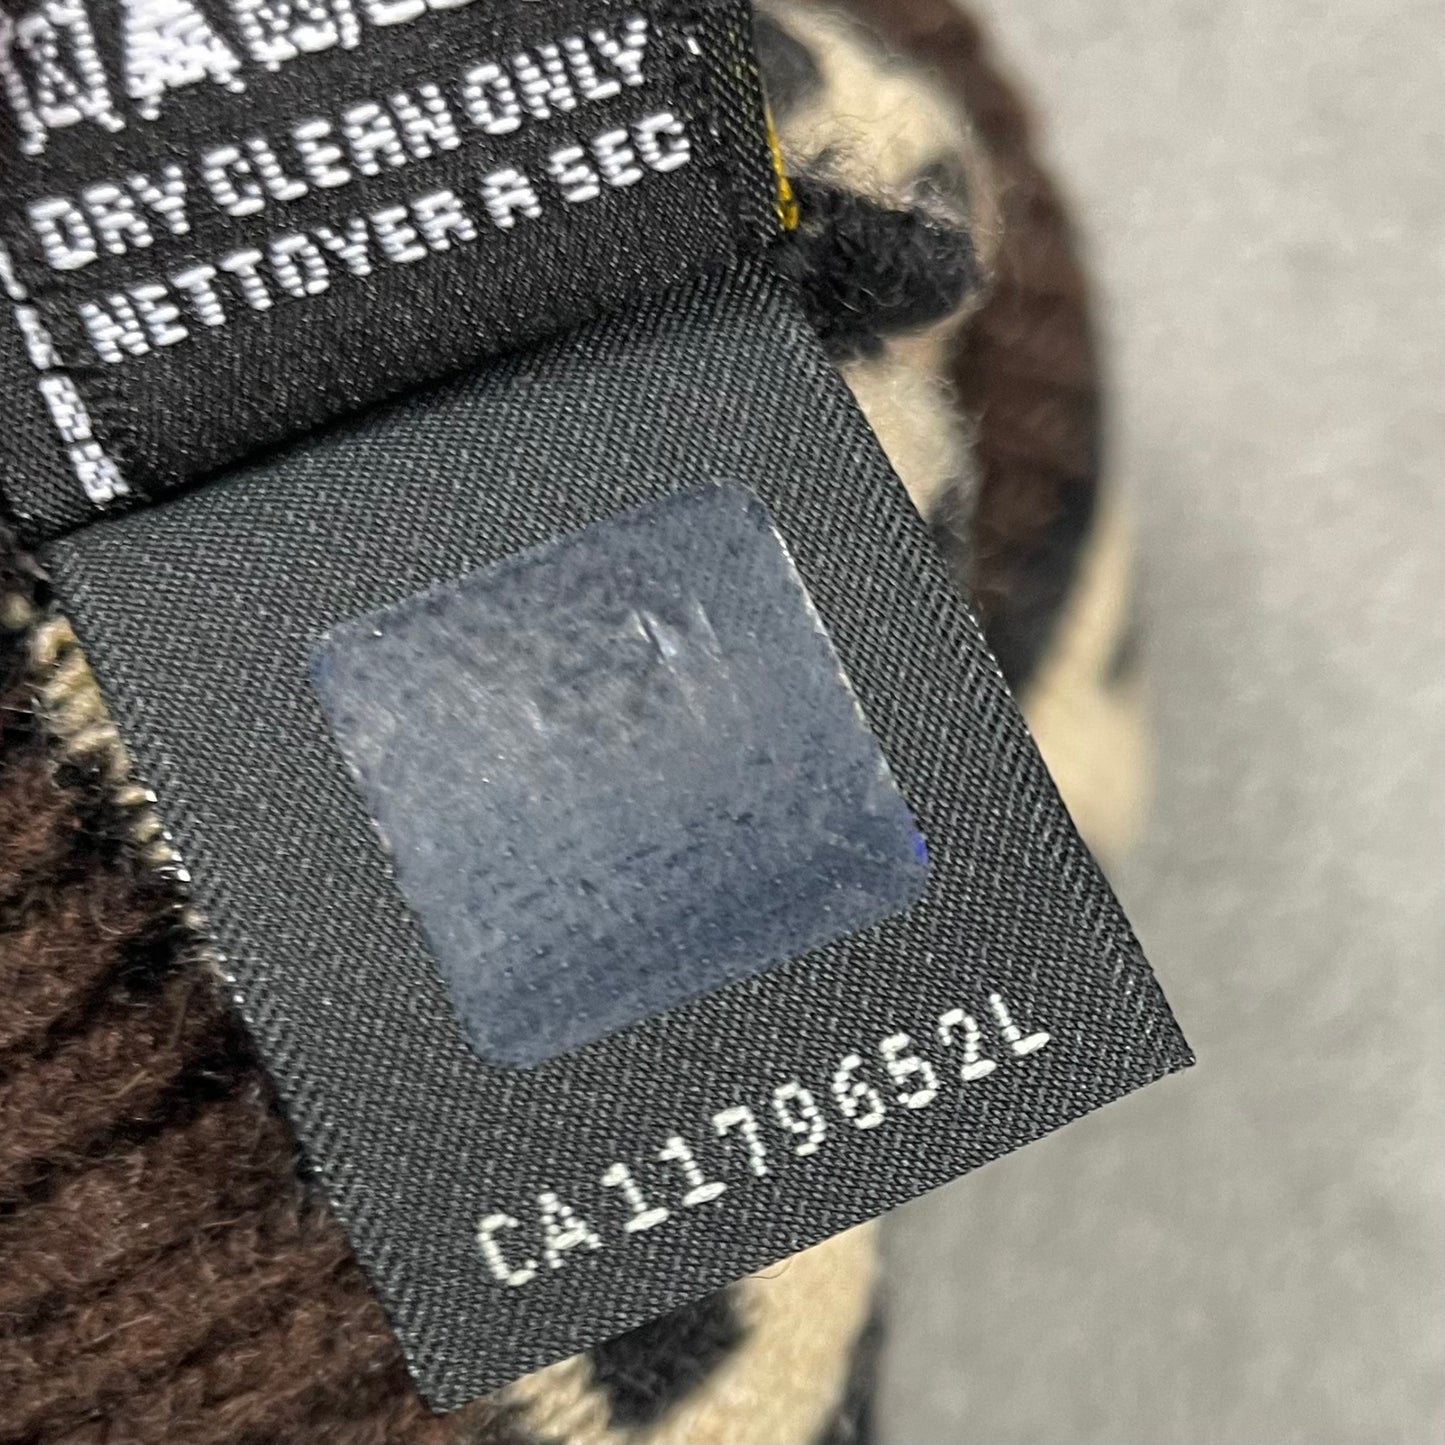 DRY CLEAN ONLY
NETTOYER A SEC
CA1179652L